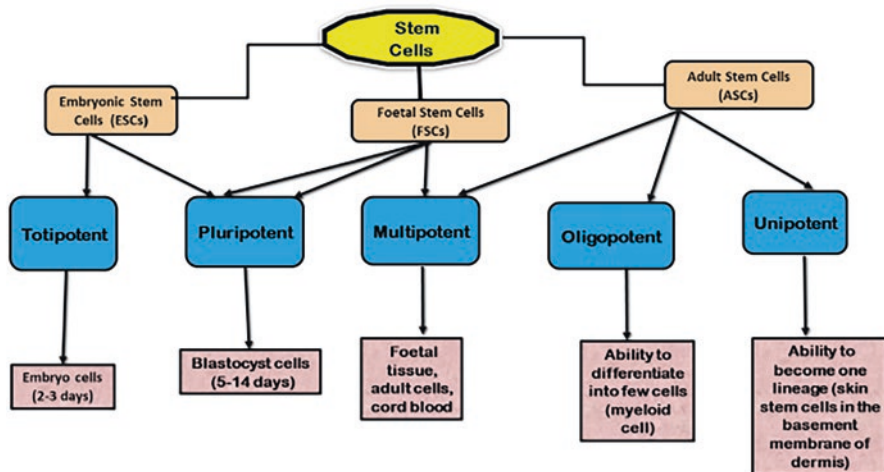 Stem
Cells
Embryonic Stem
Cells (ESCs)
Foetal Stem Cells
(FSCs)
Adult Stem Cells
(ASCs)
Totipotent
Pluripotent
Multipotent
Oligopotent
Unipotent
Embryo cells
(2-3 days)
Blastocyst cells
(5-14 days)
Foetal
tissue,
adult cells,
cord blood
Ability to
differentiate
into few cells
(myeloid
cell)
Ability to
become one
lineage (skin
stem cells in the
basement
membrane of
dermis)